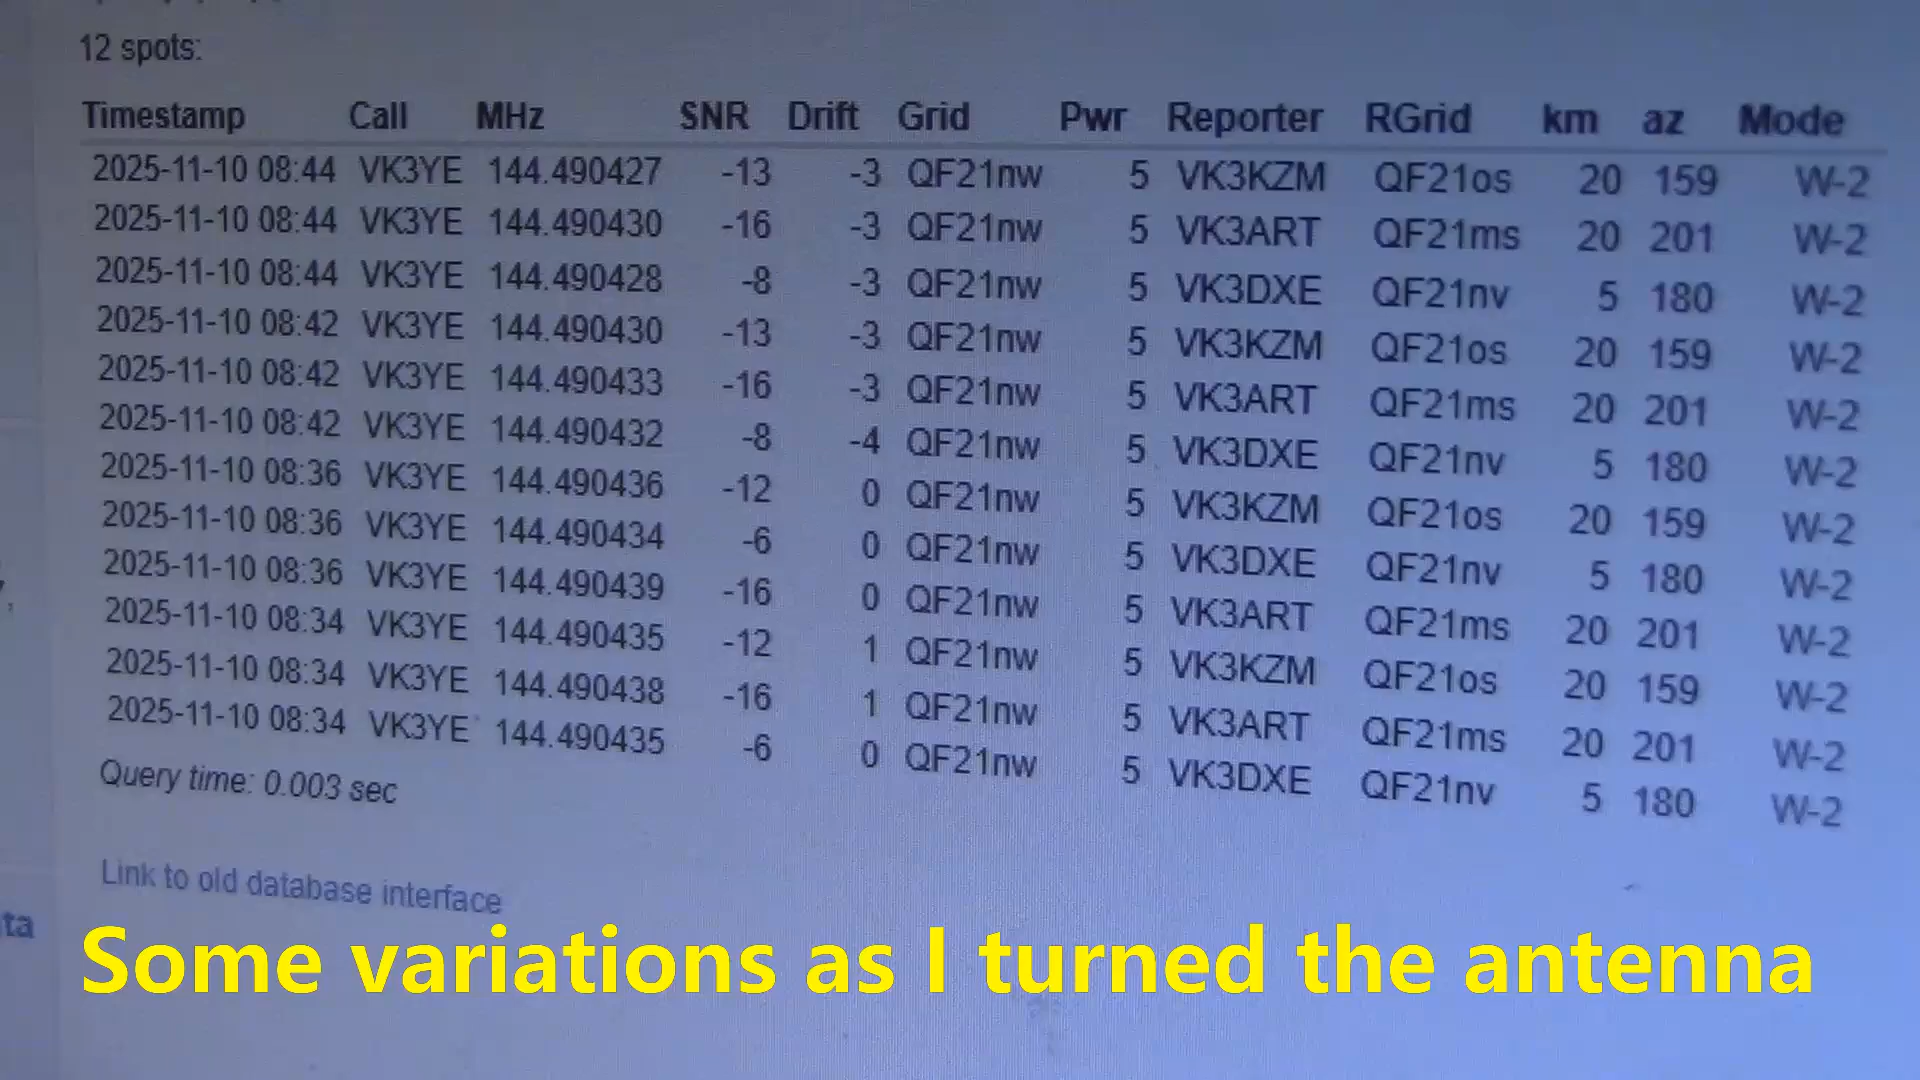 12 spots:
Timestamp Call MHz SNR Drift Grid Pwr Reporter RGrid km az Mode
2025-11-10 08:44 VK3YE 144.490427 -13 -3 QF21nw 5 VK3KZM QF21os 20 159 W-2
2025-11-10 08:44 VK3YE 144.490430 -16 -3 QF21nw 5 VK3ART QF21ms 20 201 W-2
2025-11-10 08:44 VK3YE 144.490428 -8 -3 QF21nw 5 VK3DXE QF21nv 5 180 W-2
2025-11-10 08:42 VK3YE 144.490430 -13 -3 QF21nw 5 VK3KZM QF21os 20 159 W-2
2025-11-10 08:42 VK3YE 144.490433 -16 -3 QF21nw 5 VK3ART QF21ms 20 201 W-2
2025-11-10 08:42 VK3YE 144.490432 -8 -4 QF21nw 5 VK3DXE QF21nv 5 180 W-2
2025-11-10 08:36 VK3YE 144.490436 -12 0 QF21nw 5 VK3KZM QF21os 20 159 W-2
2025-11-10 08:36 VK3YE 144.490434 -6 0 QF21nw 5 VK3DXE QF21nv 5 180 W-2
2025-11-10 08:36 VK3YE 144.490439 -16 0 QF21nw 5 VK3ART QF21ms 20 201 W-2
2025-11-10 08:34 VK3YE 144.490435 -12 1 QF21nw 5 VK3KZM QF21os 20 159 W-2
2025-11-10 08:34 VK3YE 144.490438 -16 1 QF21nw 5 VK3ART QF21ms 20 201 W-2
2025-11-10 08:34 VK3YE 144.490435 -6 0 QF21nw 5 VK3DXE QF21nv 5 180 W-2
Query time: 0.003 sec
Link to old database interface
ta
Some variations as I turned the antenna